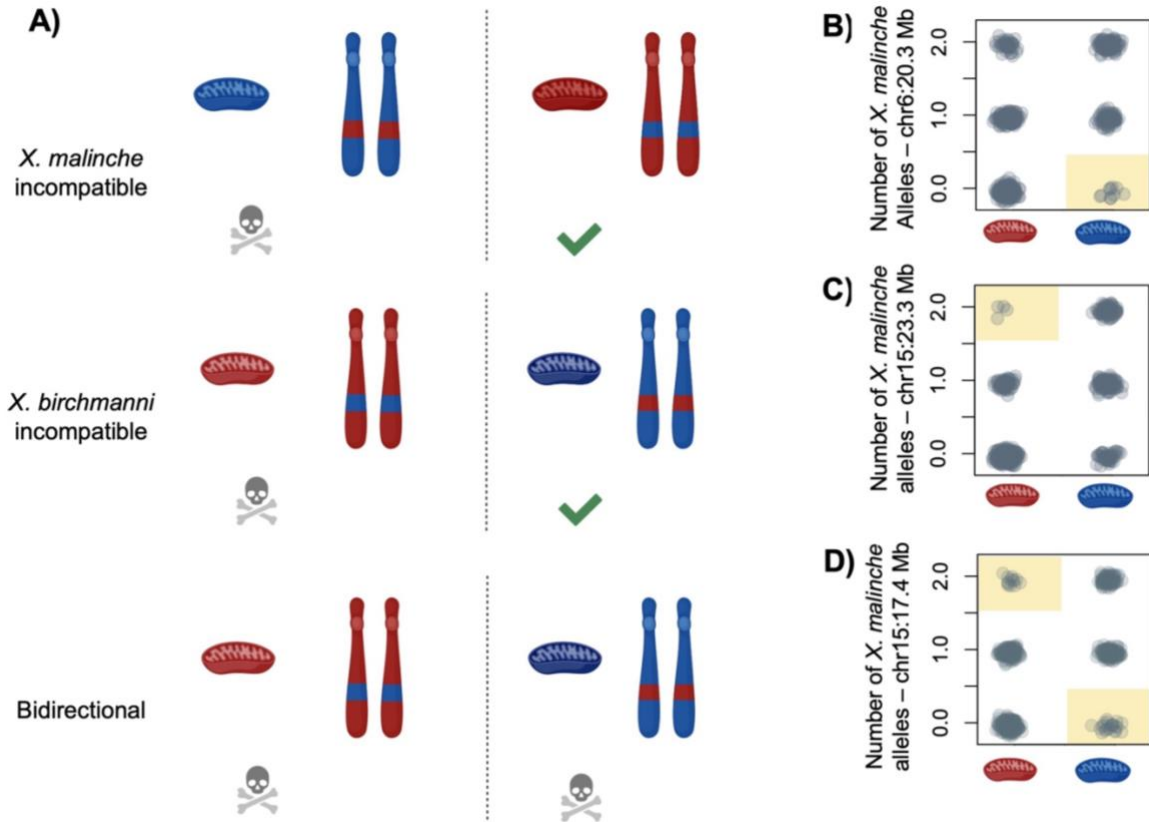 A)
X. malinche
incompatible
X. birchmanni
incompatible
Bidirectional
B)
Number of X. malinche
Alleles – chr6:20.3 Mb
2.0
1.0
0.0
C)
Number of X. malinche
alleles – chr15:23.3 Mb
2.0
1.0
0.0
D)
Number of X. malinche
alleles – chr15:17.4 Mb
2.0
1.0
0.0